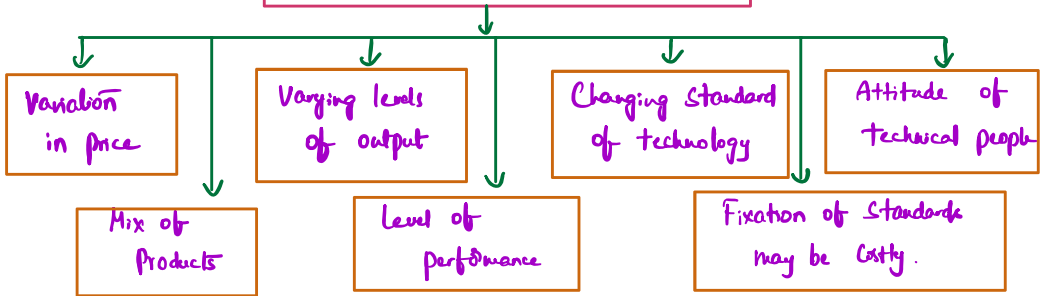 Variation
in price
Varying levels
of output
Changing Standard
of technology
Attitude of
technical people
Mix of
Products
Level of
performance
Fixation of Standards
may be Costly.